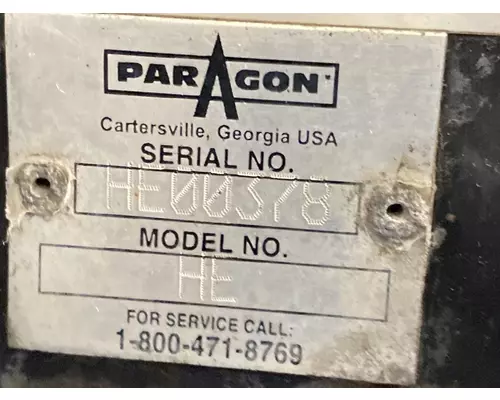 PARAGON
Cartersville, Georgia USA
SERIAL NO.
HE00378
MODEL NO.
HE
FOR SERVICE CALL:
1-800-471-8769